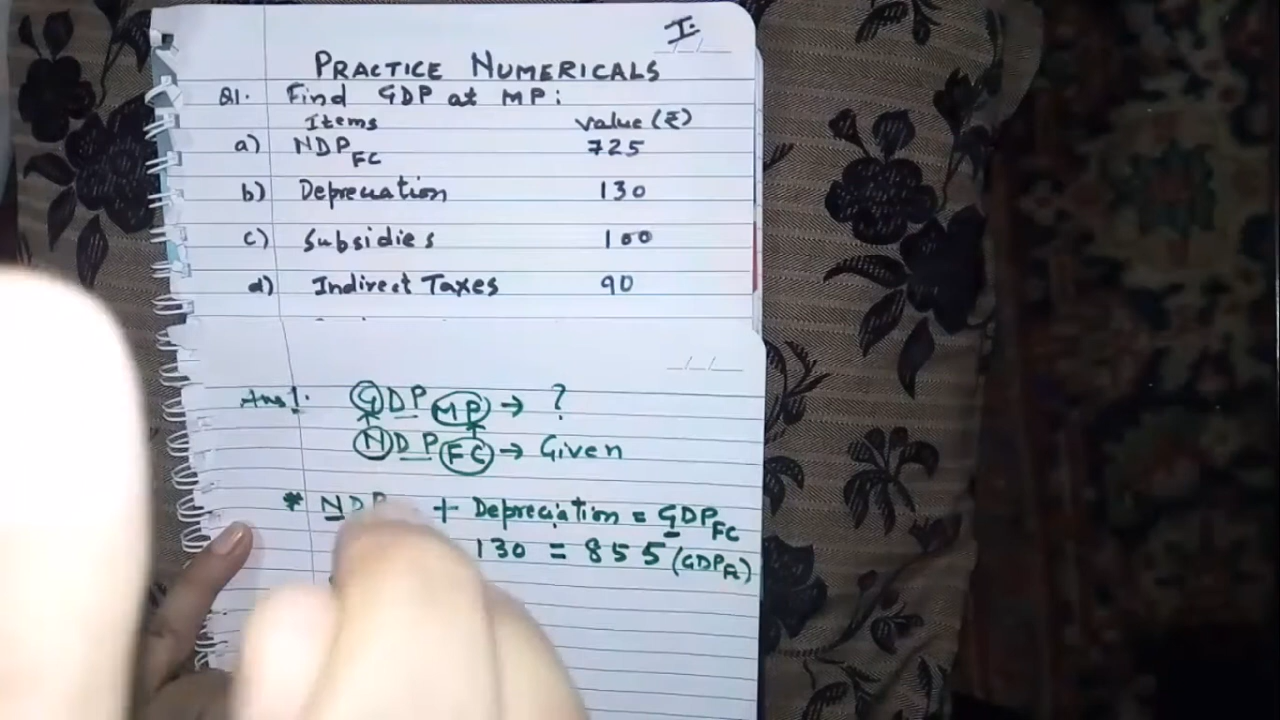 I.
PRACTICE NUMERICALS
Q1. Find GDP at MP:
Items Value (₹)
a) NDP FC 725
b) Depreciation 130
c) Subsidies 100
d) Indirect Taxes 90
Ans 1. GDP MP → ?
NDP FC → Given
* NDP + Depreciation = GDP FC
130 = 855 (GDP FC)